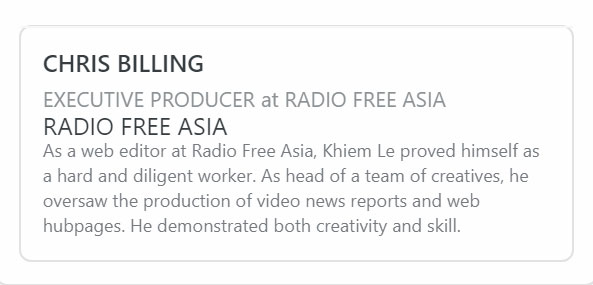 CHRIS BILLING
EXECUTIVE PRODUCER at RADIO FREE ASIA
RADIO FREE ASIA
As a web editor at Radio Free Asia, Khiem Le proved himself as
a hard and diligent worker. As head of a team of creatives, he
oversaw the production of video news reports and web
hubpages. He demonstrated both creativity and skill.